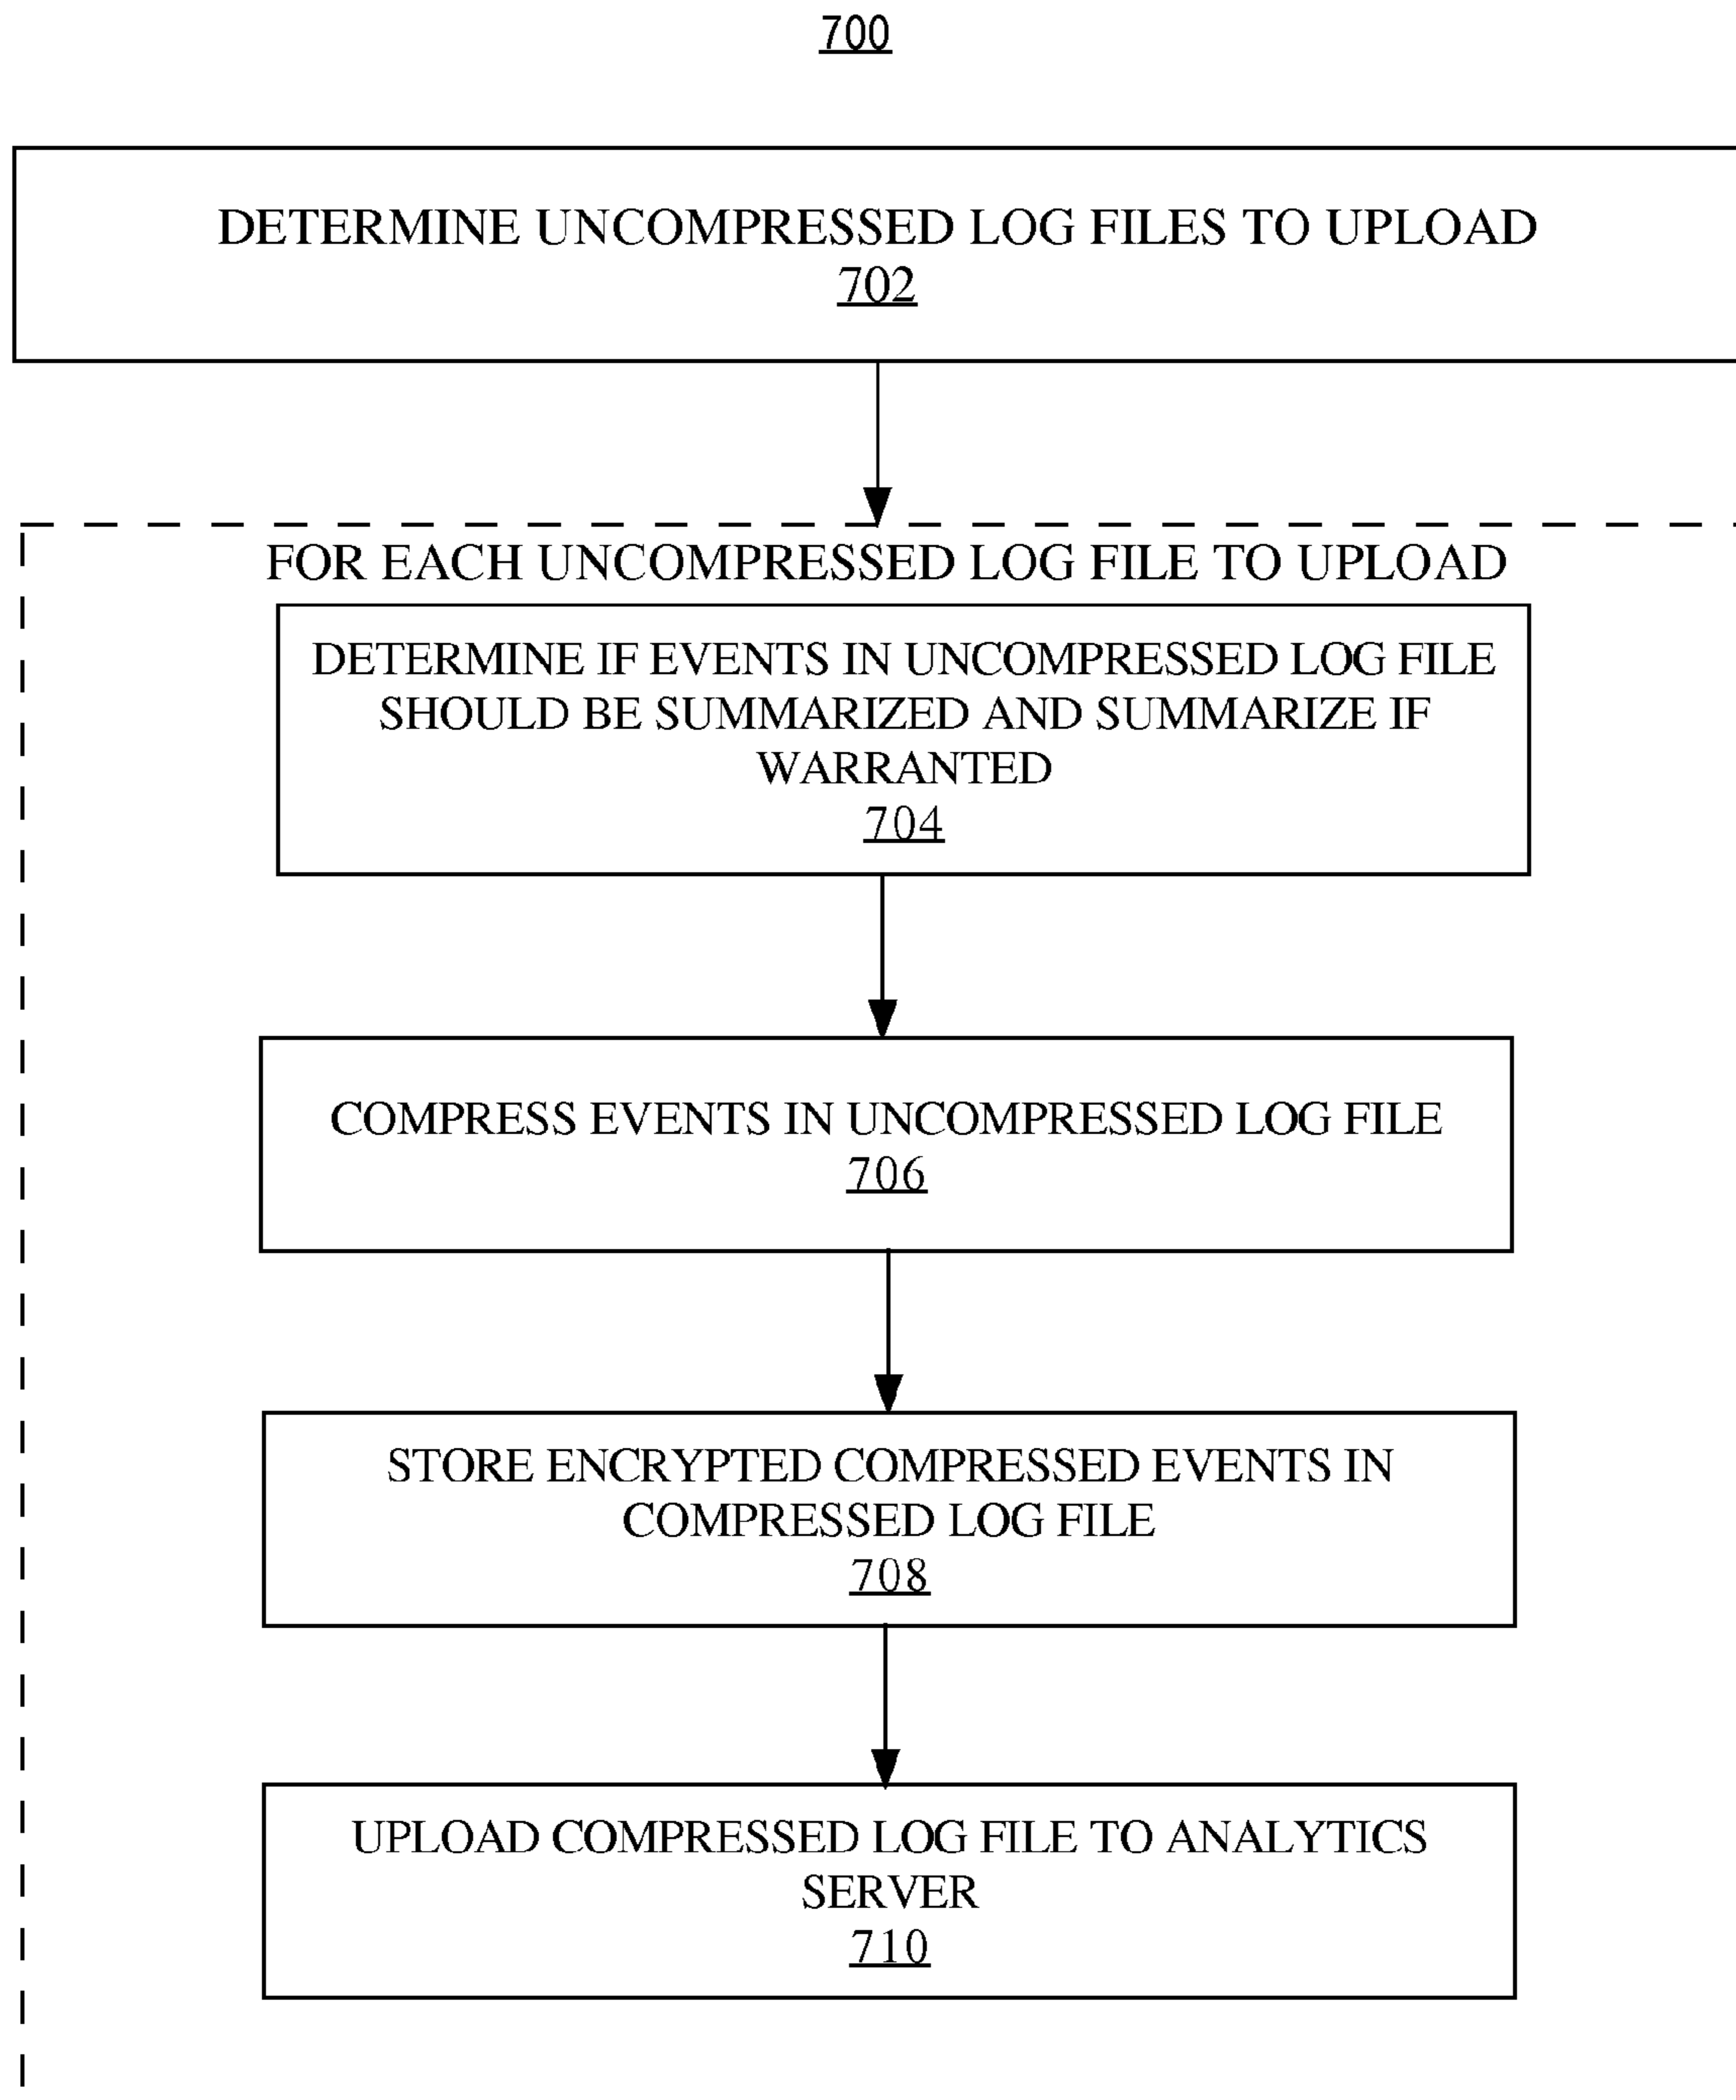 700
DETERMINE UNCOMPRESSED LOG FILES TO UPLOAD
702
FOR EACH UNCOMPRESSED LOG FILE TO UPLOAD
DETERMINE IF EVENTS IN UNCOMPRESSED LOG FILE
SHOULD BE SUMMARIZED AND SUMMARIZE IF
WARRANTED
704
COMPRESS EVENTS IN UNCOMPRESSED LOG FILE
706
STORE ENCRYPTED COMPRESSED EVENTS IN
COMPRESSED LOG FILE
708
UPLOAD COMPRESSED LOG FILE TO ANALYTICS
SERVER
710